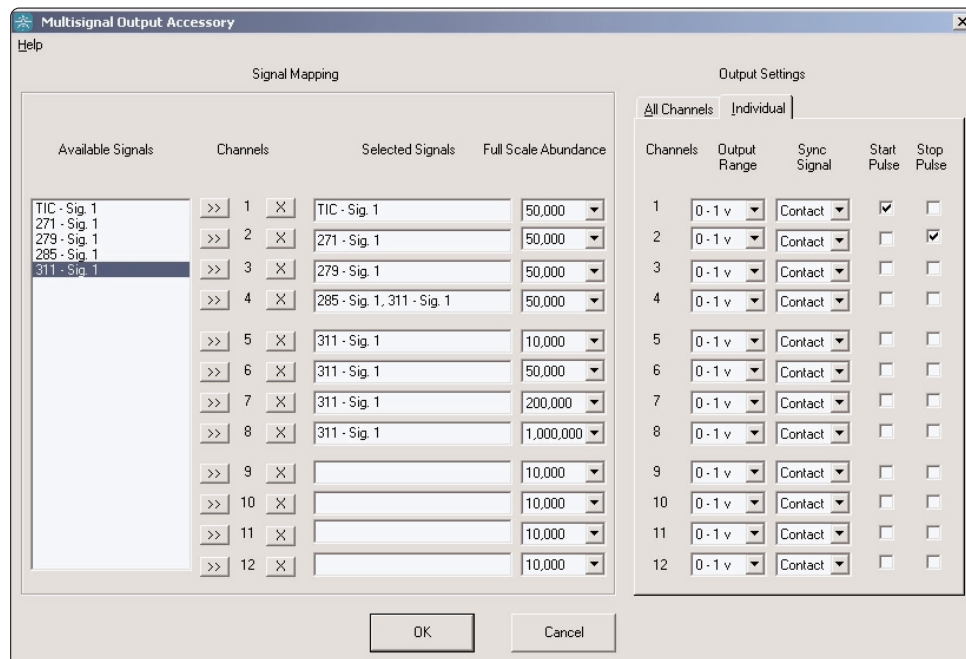 Multisignal Output Accessory
Help
Signal Mapping
Output Settings
All Channels Individual
Available Signals Channels Selected Signals Full Scale Abundance
Channels Output Range Sync Signal Start Pulse Stop Pulse
TIC - Sig. 1
271 - Sig. 1
279 - Sig. 1
285 - Sig. 1
311 - Sig. 1
>> 1 X TIC - Sig. 1 50,000
>> 2 X 271 - Sig. 1 50,000
>> 3 X 279 - Sig. 1 50,000
>> 4 X 285 - Sig. 1, 311 - Sig. 1 50,000
>> 5 X 311 - Sig. 1 10,000
>> 6 X 311 - Sig. 1 50,000
>> 7 X 311 - Sig. 1 200,000
>> 8 X 311 - Sig. 1 1,000,000
>> 9 X 10,000
>> 10 X 10,000
>> 11 X 10,000
>> 12 X 10,000
1 0 - 1 v Contact
2 0 - 1 v Contact
3 0 - 1 v Contact
4 0 - 1 v Contact
5 0 - 1 v Contact
6 0 - 1 v Contact
7 0 - 1 v Contact
8 0 - 1 v Contact
9 0 - 1 v Contact
10 0 - 1 v Contact
11 0 - 1 v Contact
12 0 - 1 v Contact
OK Cancel